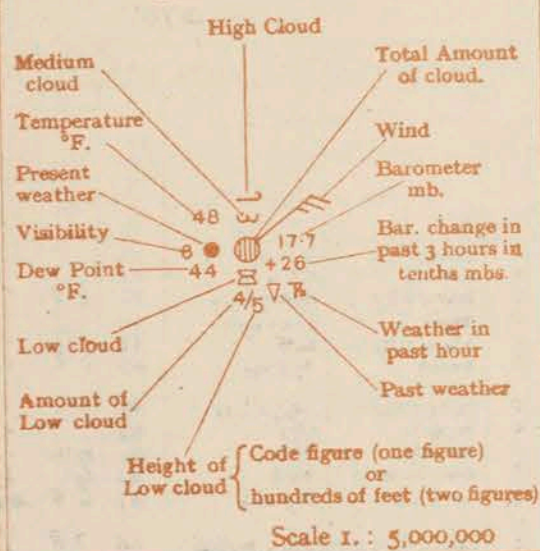 High Cloud
Medium
cloud
Total Amount
of cloud.
Temperature
°F.
Wind
Present
weather
Barometer
mb.
48
Visibility
8
17.7
Bar. change in
past 3 hours in
tenths mbs.
+26
Dew Point
°F.
44
4/5
Low cloud
Weather in
past hour
Amount of
Low cloud
Past weather
Height of
Low cloud
Code figure (one figure)
or
hundreds of feet (two figures)
Scale 1. : 5,000,000